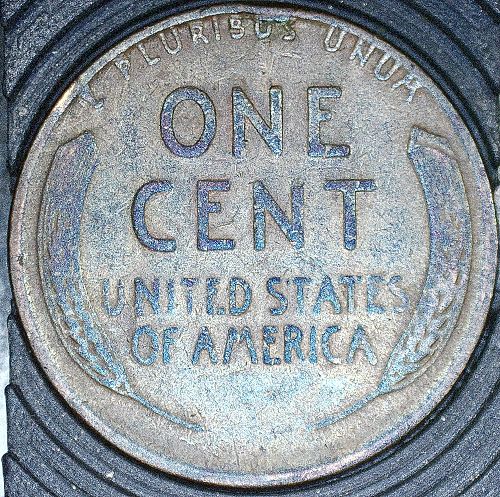 E PLURIBUS UNUM
ONE
CENT
UNITED STATES
OF AMERICA